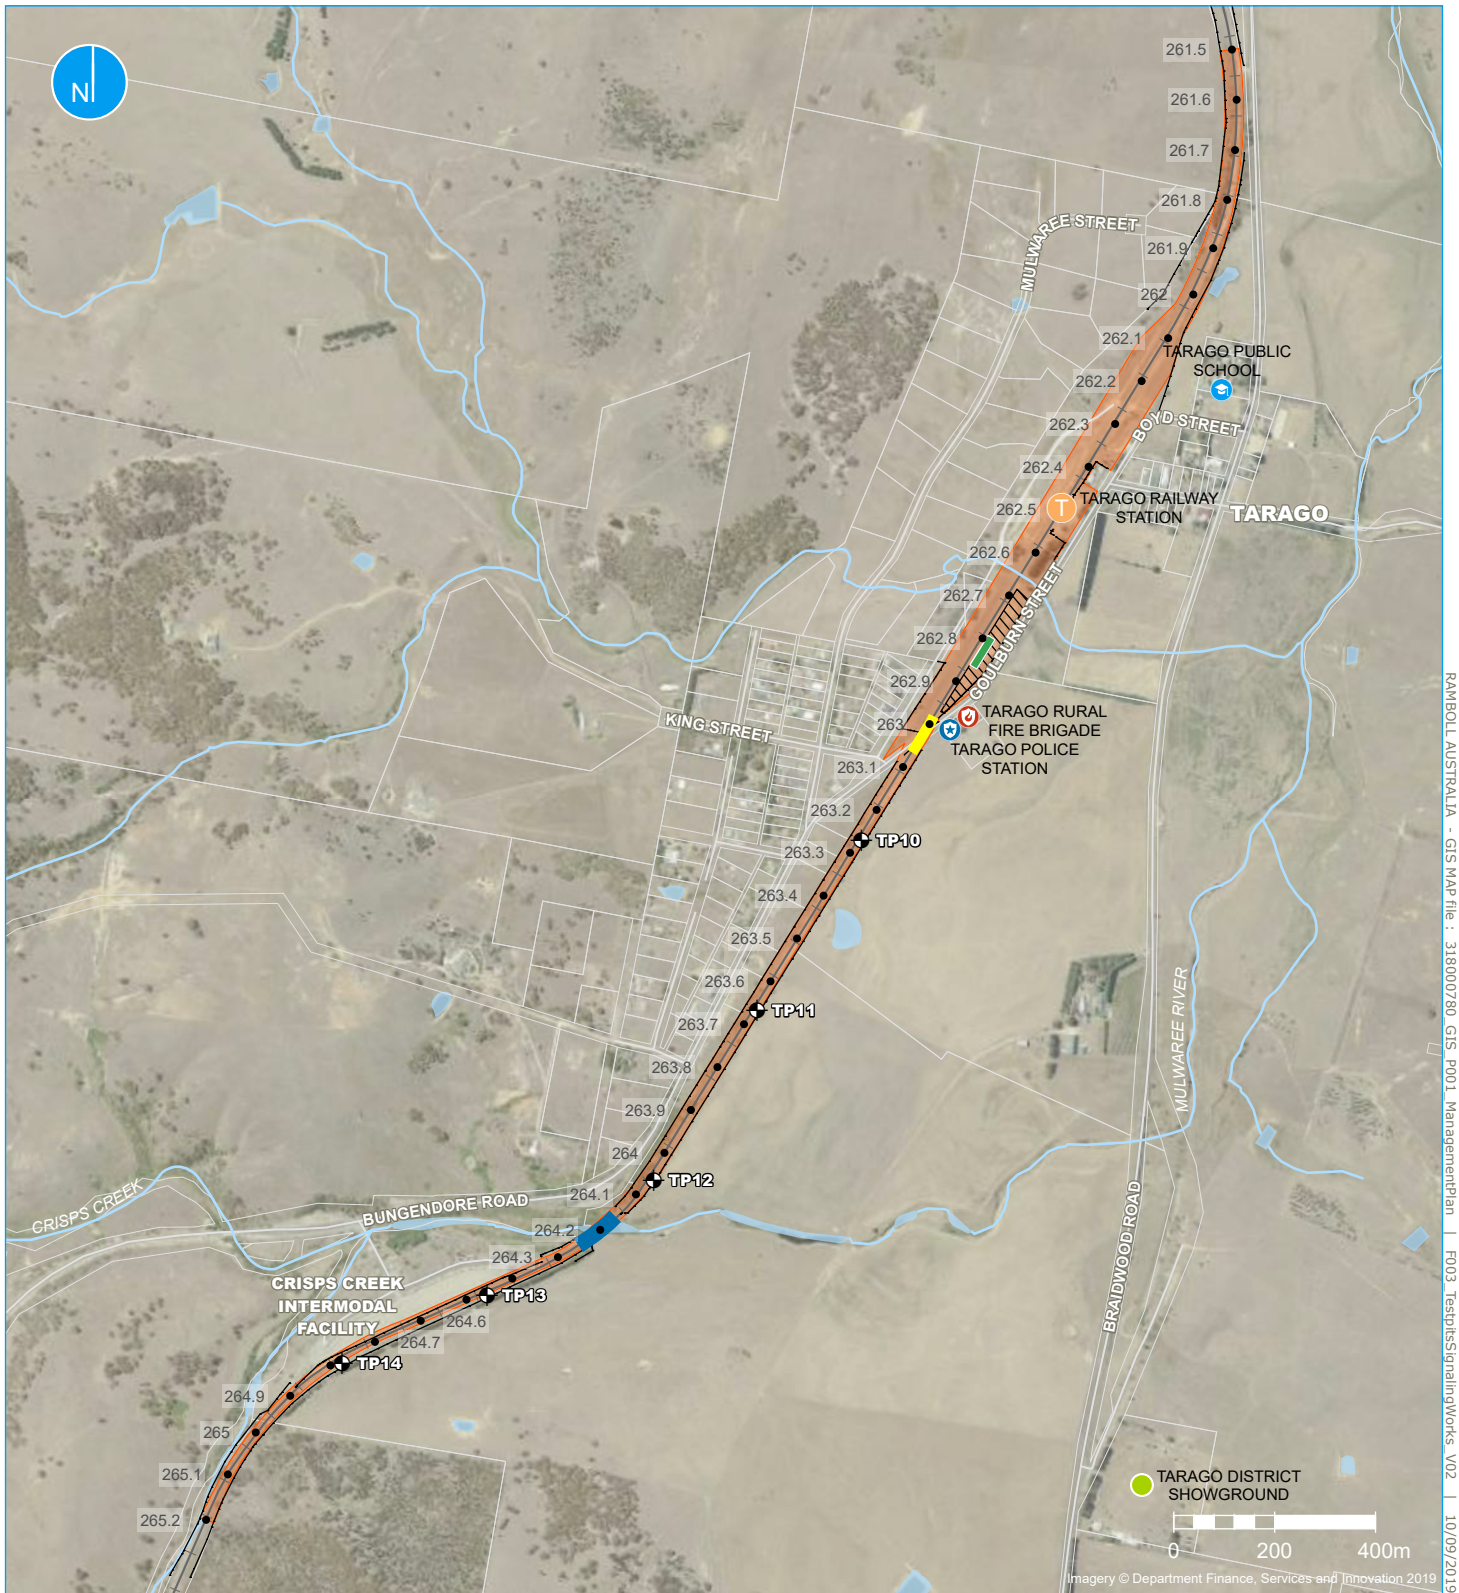 N
261.5
261.6
261.7
261.8
261.9
262
262.1
262.2
262.3
262.4
262.5
262.6
262.7
262.8
262.9
263
263.1
263.2
263.3
263.4
263.5
263.6
263.7
263.8
263.9
264
264.1
264.2
264.3
264.6
264.7
264.9
265
265.1
265.2
MULWAREE STREET
TARAGO PUBLIC
SCHOOL
BOYD STREET
T
TARAGO RAILWAY
STATION
TARAGO
GOULBURN STREET
KING STREET
TARAGO RURAL
FIRE BRIGADE
TARAGO POLICE
STATION
TP10
TP11
TP12
TP13
TP14
MULWAREE RIVER
CRISPS CREEK
BUNGENDORE ROAD
CRISPS CREEK
INTERMODAL
FACILITY
BRAIDWOOD ROAD
TARAGO DISTRICT
SHOWGROUND
0 200 400m
Imagery © Department Finance, Services and Innovation 2019
RAMBOLL AUSTRALIA - GIS MAP file : 318000780_GIS_P001_ManagementPlan | F003_TestpitsSignalingWorks_V02 | 10/09/2019